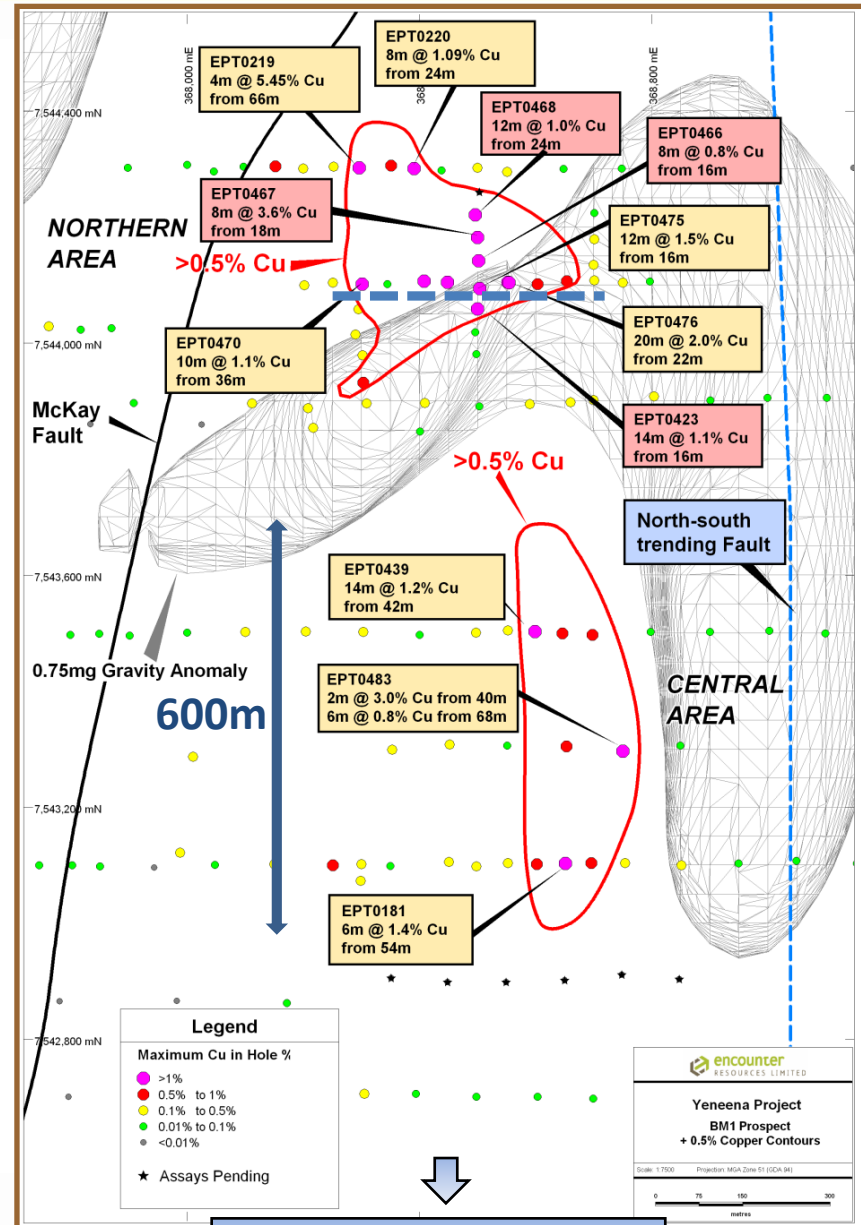 EPT0220
8m @ 1.09% Cu
from 24m
EPT0219
4m @ 5.45% Cu
from 66m
368,000 mE
368,800 mE
7,544,400 mN
EPT0468
12m @ 1.0% Cu
from 24m
EPT0466
8m @ 0.8% Cu
from 16m
EPT0467
8m @ 3.6% Cu
from 18m
NORTHERN
AREA
>0.5% Cu
EPT0475
12m @ 1.5% Cu
from 16m
EPT0476
20m @ 2.0% Cu
from 22m
EPT0470
10m @ 1.1% Cu
from 36m
7,544,000 mN
McKay
Fault
EPT0423
14m @ 1.1% Cu
from 16m
>0.5% Cu
North-south
trending Fault
7,543,600 mN
EPT0439
14m @ 1.2% Cu
from 42m
0.75mg Gravity Anomaly
600m
EPT0483
2m @ 3.0% Cu from 40m
6m @ 0.8% Cu from 68m
CENTRAL
AREA
7,543,200 mN
EPT0181
6m @ 1.4% Cu
from 54m
7,542,800 mN
Legend
Maximum Cu in Hole %
>1%
0.5% to 1%
0.1% to 0.5%
0.01% to 0.1%
<0.01%
Assays Pending
encounter
RESOURCES LIMITED
Yeneena Project
BM1 Prospect
+ 0.5% Copper Contours
Scale: 1:7500
Projection: MGA Zone 51 (GDA 94)
0 75 150 300
metres